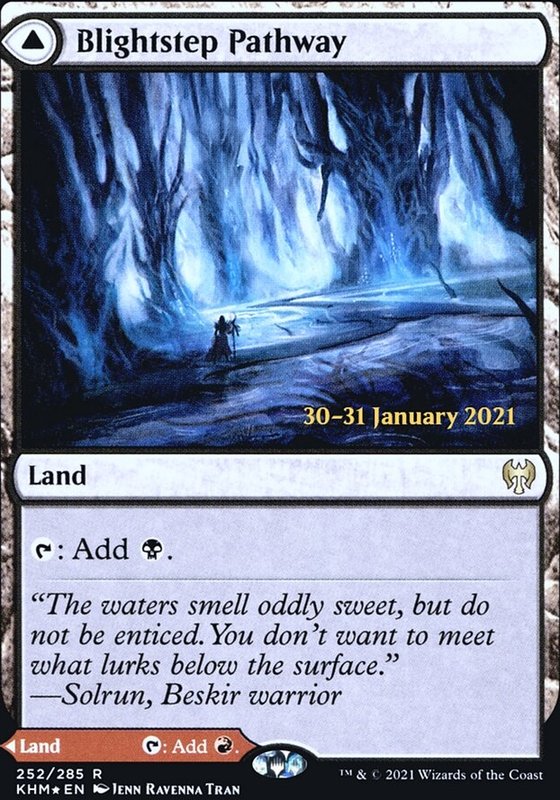 Blightstep Pathway
30–31 January 2021
Land
: Add .
“The waters smell oddly sweet, but do
not be enticed. You don’t want to meet
what lurks below the surface.”
—Solrun, Beskir warrior
Land : Add .
252/285 R
KHM★EN Jenn Ravenna Tran
™ & © 2021 Wizards of the Coast